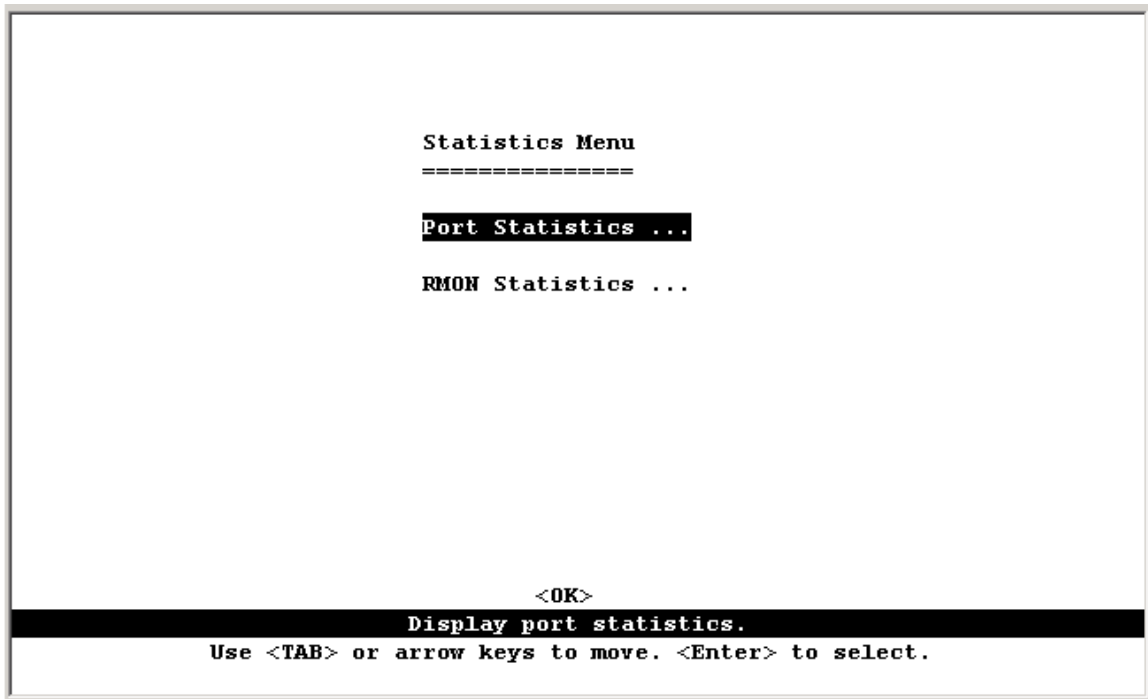 Statistics Menu
===============
Port Statistics ...
RMON Statistics ...
<OK>
Display port statistics.
Use <TAB> or arrow keys to move. <Enter> to select.